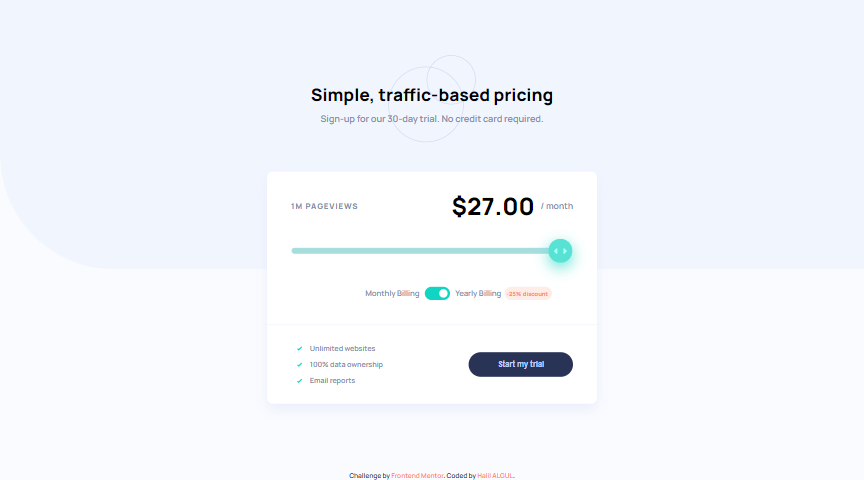 Simple, traffic-based pricing
Sign-up for our 30-day trial. No credit card required.
1M PAGEVIEWS
$27.00 / month
Monthly Billing Yearly Billing -25% discount
Unlimited websites
100% data ownership
Email reports
Start my trial
Challenge by Frontend Mentor. Coded by Halil ALOUL.